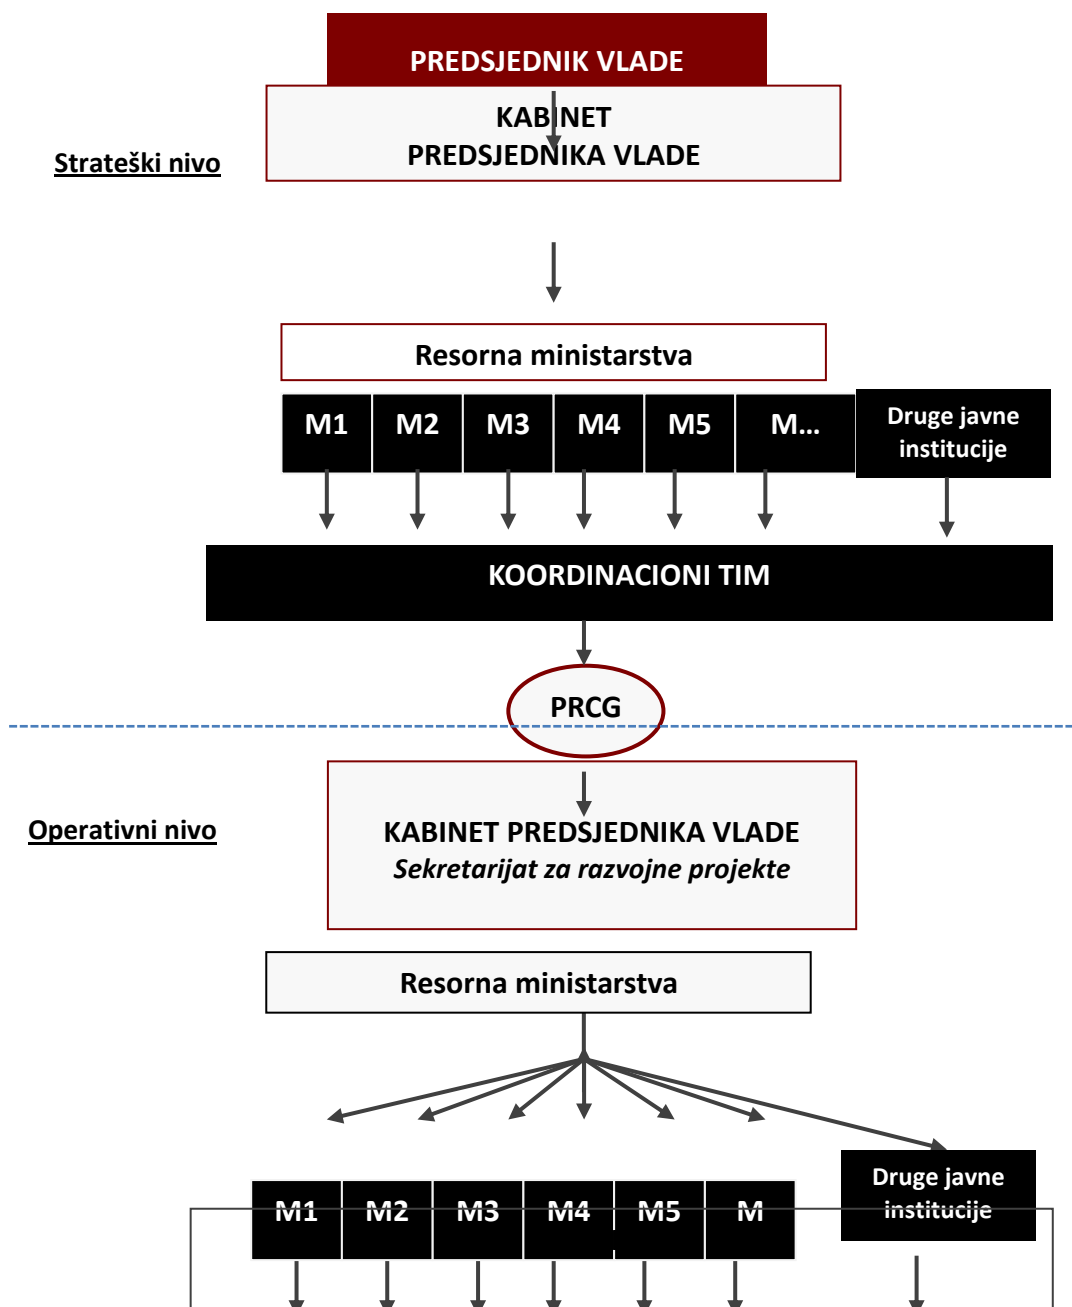 PREDSJEDNIK VLADE
KABINET
PREDSJEDNIKA VLADE
Strateški nivo
Resorna ministarstva
M1 M2 M3 M4 M5 M...
Druge javne
institucije
KOORDINACIONI TIM
PRCG
Operativni nivo
KABINET PREDSJEDNIKA VLADE
Sekretarijat za razvojne projekte
Resorna ministarstva
Druge javne
institucije
M1 M2 M3 M4 M5 M